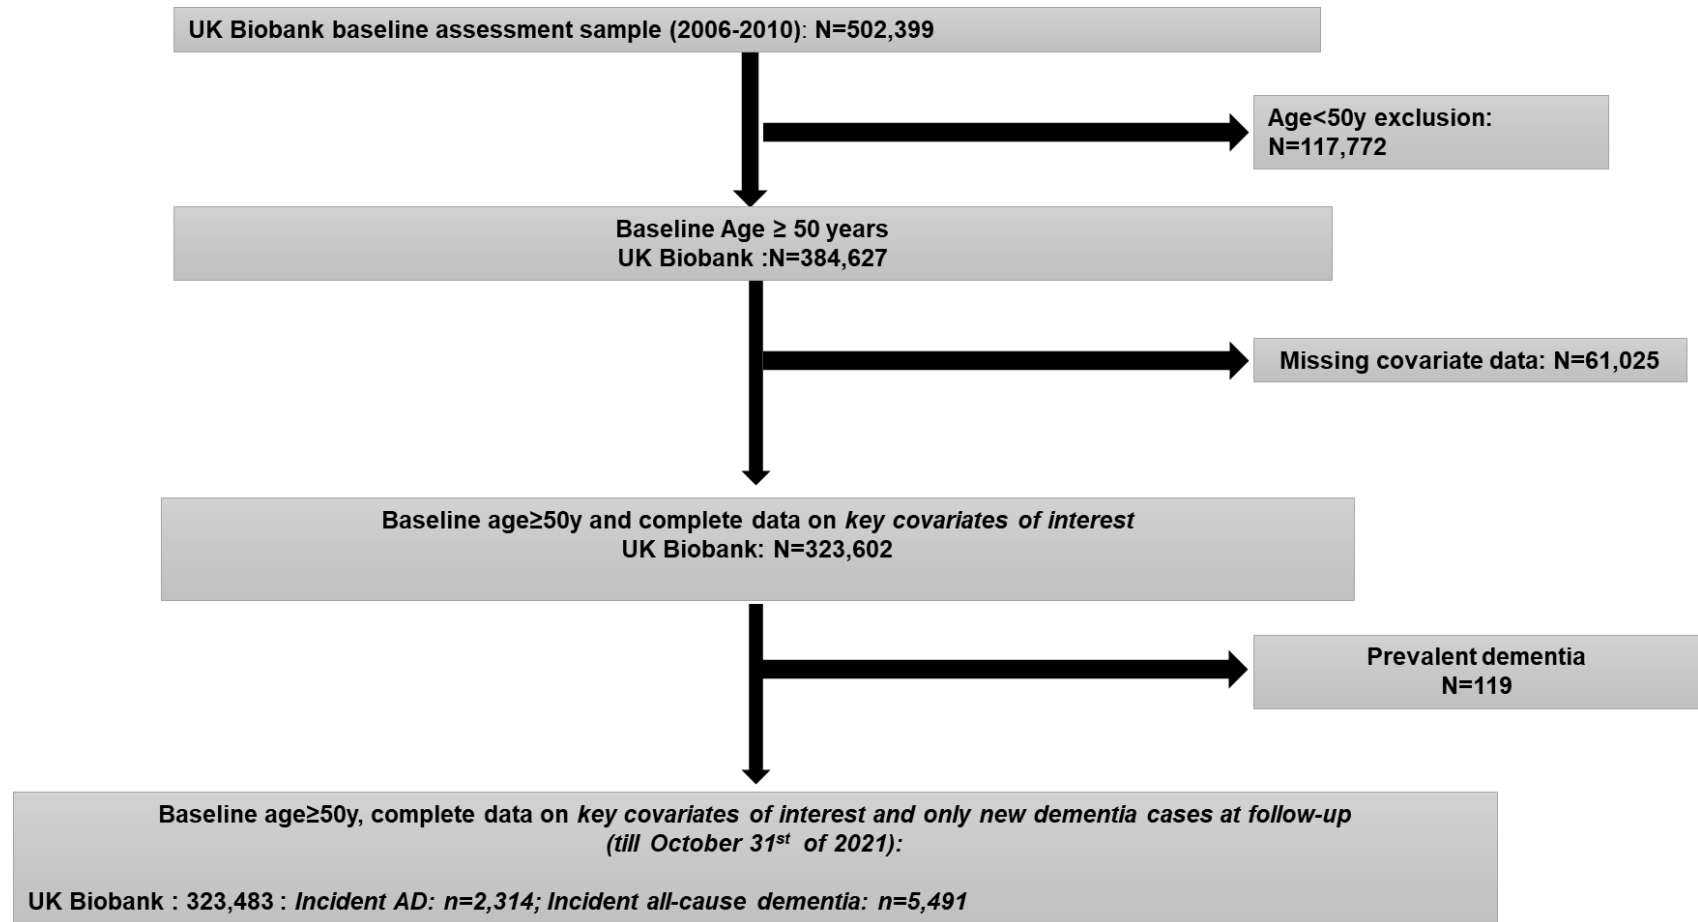 UK Biobank baseline assessment sample (2006-2010): N=502,399
Age<50y exclusion:
N=117,772
Baseline Age ≥ 50 years
UK Biobank :N=384,627
Missing covariate data: N=61,025
Baseline age≥50y and complete data on key covariates of interest
UK Biobank: N=323,602
Prevalent dementia
N=119
Baseline age≥50y, complete data on key covariates of interest and only new dementia cases at follow-up
(till October 31st of 2021):
UK Biobank : 323,483 : Incident AD: n=2,314; Incident all-cause dementia: n=5,491